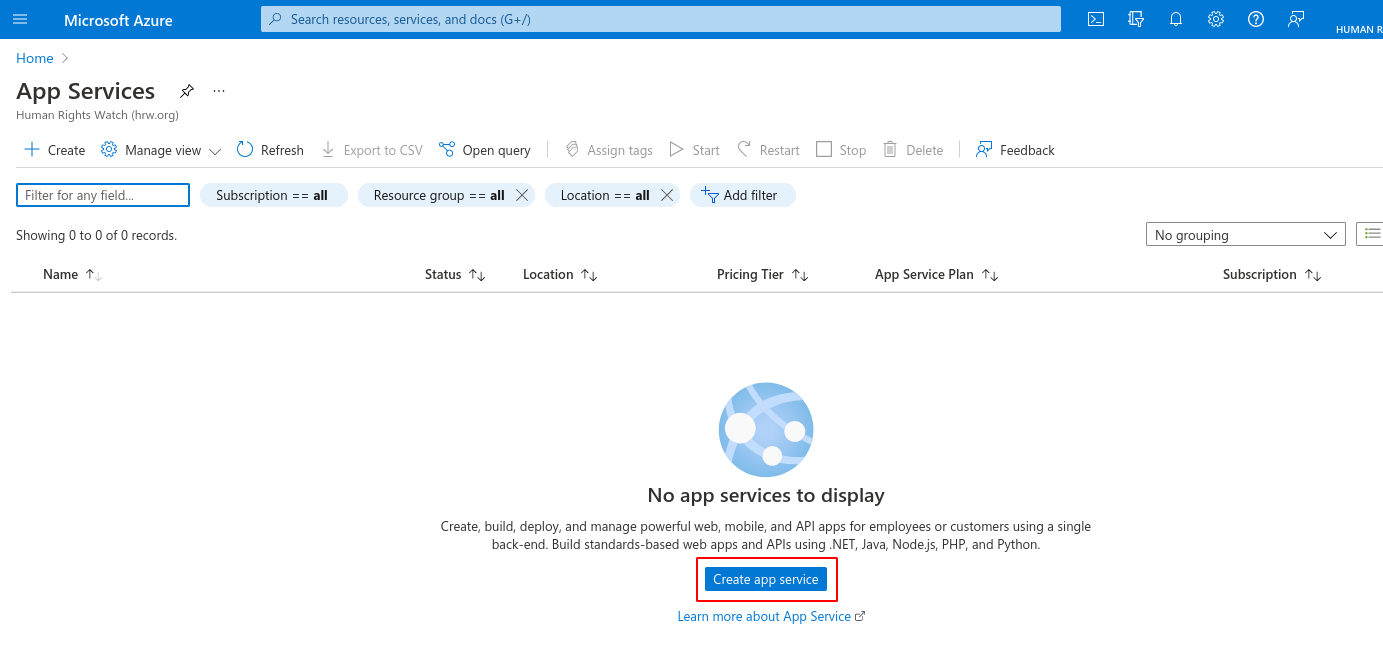 Microsoft Azure
Search resources, services, and docs (G+/)
HUMAN R
Home
App Services
Human Rights Watch (hrw.org)
Create Manage view Refresh Export to CSV Open query Assign tags Start Restart Stop Delete Feedback
Filter for any field... Subscription == all Resource group == all Location == all Add filter
Showing 0 to 0 of 0 records.
No grouping
Name Status Location Pricing Tier App Service Plan Subscription
No app services to display
Create, build, deploy, and manage powerful web, mobile, and API apps for employees or customers using a single
back-end. Build standards-based web apps and APIs using .NET, Java, Node.js, PHP, and Python.
Create app service
Learn more about App Service